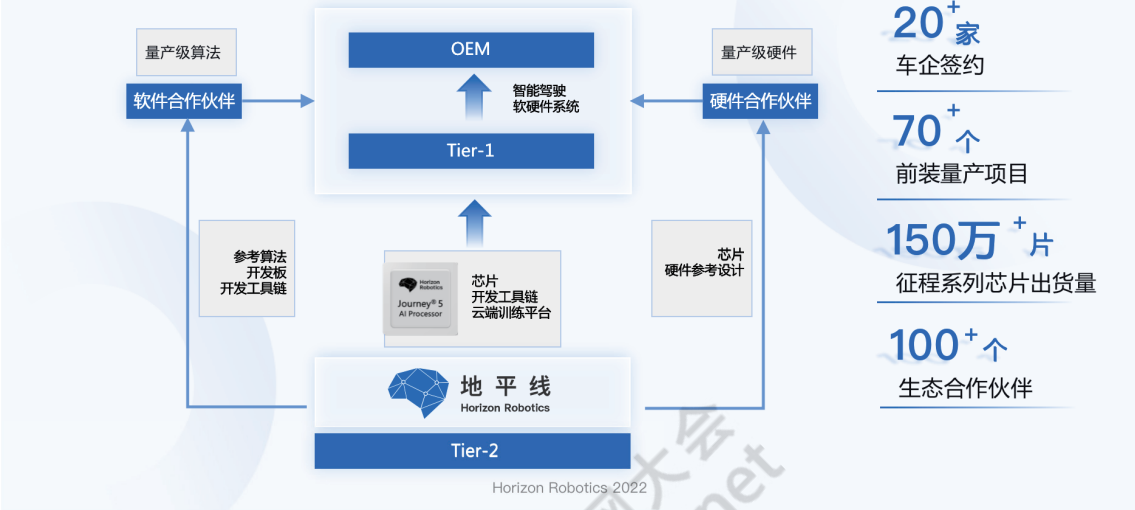 量产级算法
软件合作伙伴
OEM
智能驾驶
软硬件系统
Tier-1
量产级硬件
硬件合作伙伴
参考算法
开发板
开发工具链
Horizon
Robotics
Journey® 5
AI Processor
芯片
开发工具链
云端训练平台
芯片
硬件参考设计
地平线
Horizon Robotics
Tier-2
Horizon Robotics 2022
20+家
车企签约
70+个
前装量产项目
150万+片
征程系列芯片出货量
100+个
生态合作伙伴
网大会
net